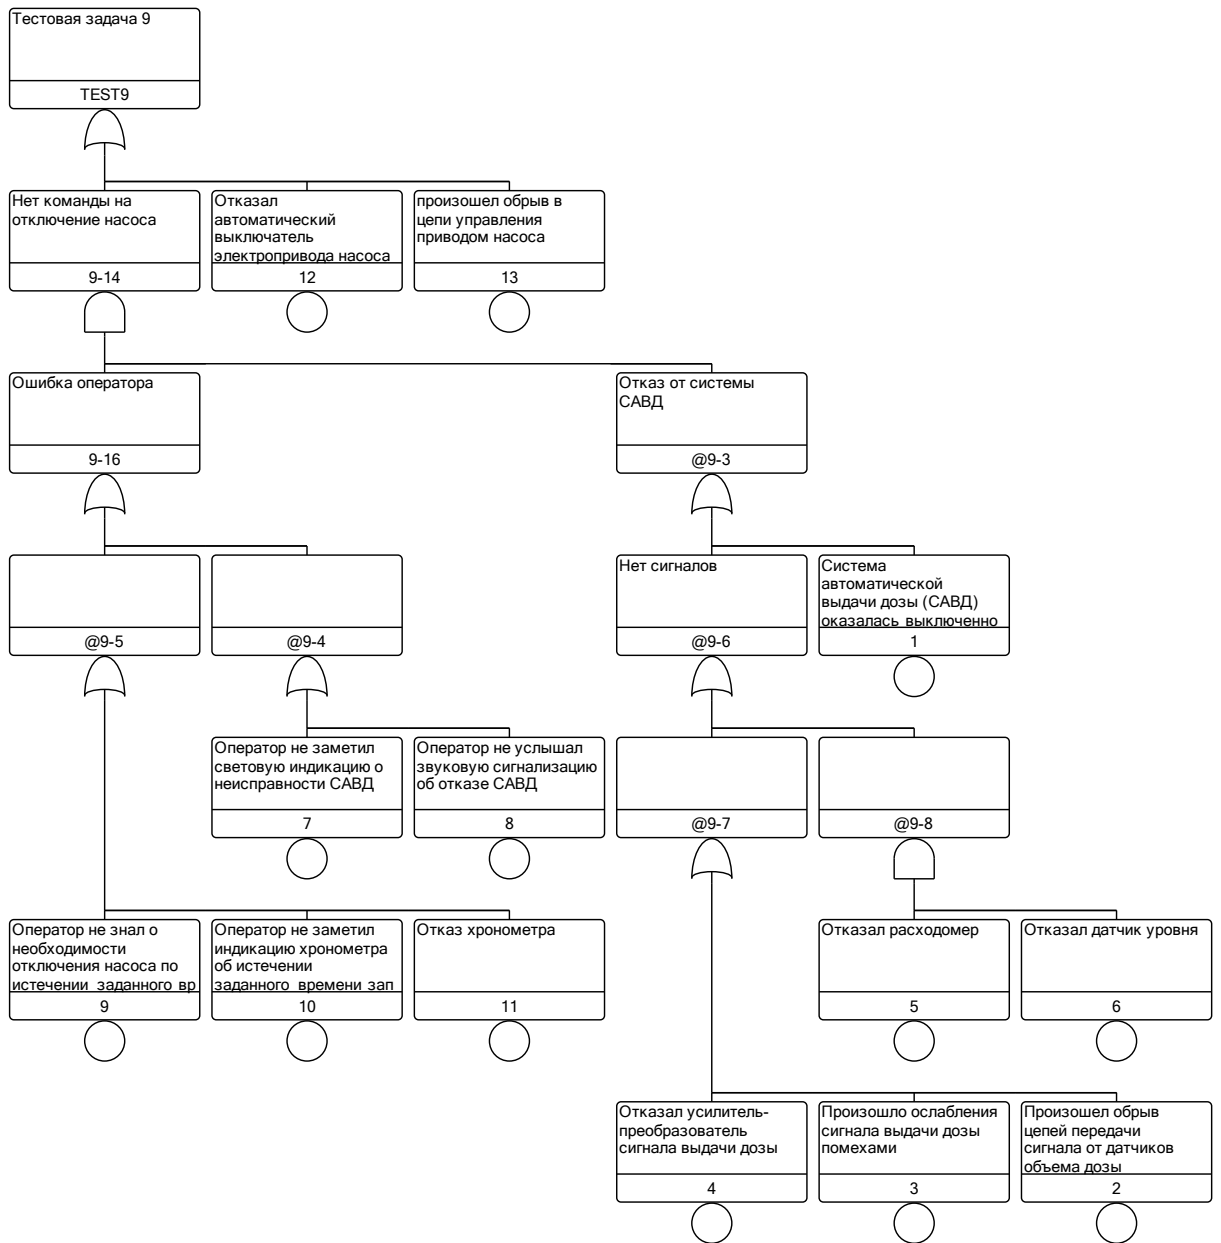 Тестовая задача 9
TEST9
Нет команды на
отключение насоса
9-14
Отказал
автоматический
выключатель
электропривода насоса
12
произошел обрыв в
цепи управления
приводом насоса
13
Ошибка оператора
9-16
Отказ от системы
САВД
@9-3
@9-5
@9-4
Нет сигналов
@9-6
Система
автоматической
выдачи дозы (САВД)
оказалась выключенно
1
Оператор не заметил
световую индикацию о
неисправности САВД
7
Оператор не услышал
звуковую сигнализацию
об отказе САВД
8
@9-7
@9-8
Оператор не знал о
необходимости
отключения насоса по
истечении заданного вр
9
Оператор не заметил
индикацию хронометра
об истечении
заданного времени зап
10
Отказ хронометра
11
Отказал расходомер
5
Отказал датчик уровня
6
Отказал усилитель-
преобразователь
сигнала выдачи дозы
4
Произошло ослабления
сигнала выдачи дозы
помехами
3
Произошел обрыв
цепей передачи
сигнала от датчиков
объема дозы
2